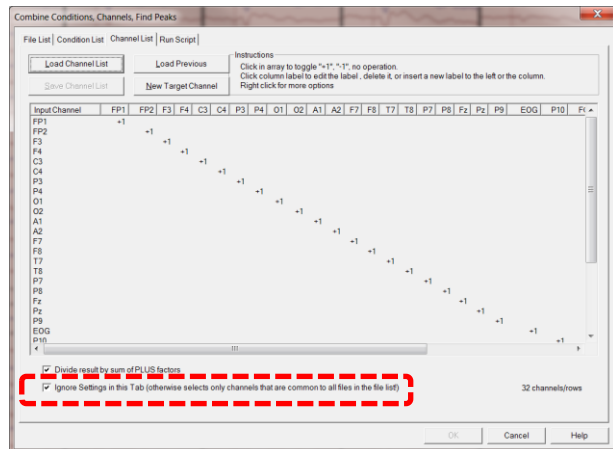 Combine Conditions, Channels, Find Peaks
File List | Condition List | Channel List | Run Script
Load Channel List Load Previous
Save Channel List New Target Channel
Instructions
Click in array to toggle "+1", "-1", no operation.
Click column label to edit the label , delete it, or insert a new label to the left or the column.
Right click for more options
Input Channel FP1 FP2 F3 F4 C3 C4 P3 P4 O1 O2 A1 A2 F7 F8 T7 T8 P7 P8 Fz Pz P9 EOG P10
FP1 +1
FP2 +1
F3 +1
F4 +1
C3 +1
C4 +1
P3 +1
P4 +1
O1 +1
O2 +1
A1 +1
A2 +1
F7 +1
F8 +1
T7 +1
T8 +1
P7 +1
P8 +1
Fz +1
Pz +1
P9 +1
EOG +1
P10 +1
Divide result by sum of PLUS factors
Ignore Settings in this Tab (otherwise selects only channels that are common to all files in the file list!) 32 channels/rows
OK Cancel Help